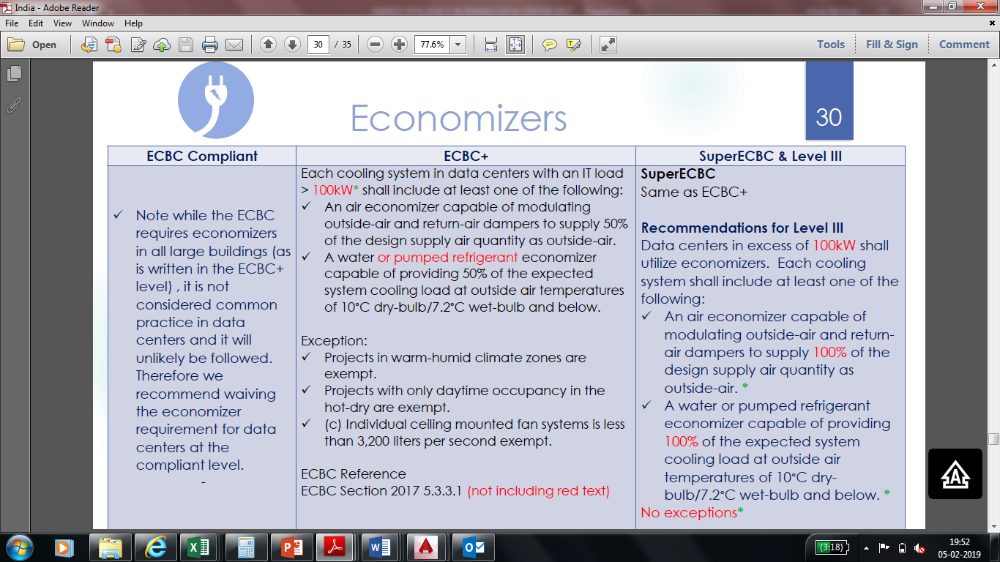 India - Adobe Reader
File Edit View Window Help
Open 30 / 35 77.6% Tools Fill & Sign Comment
Economizers
30
ECBC Compliant
✓ Note while the ECBC
requires economizers
in all large buildings (as
is written in the ECBC+
level) , it is not
considered common
practice in data
centers and it will
unlikely be followed.
Therefore we
recommend waiving
the economizer
requirement for data
centers at the
compliant level.
-
ECBC+
Each cooling system in data centers with an IT load
> 100kW* shall include at least one of the following:
✓ An air economizer capable of modulating
outside-air and return-air dampers to supply 50%
of the design supply air quantity as outside-air.
✓ A water or pumped refrigerant economizer
capable of providing 50% of the expected
system cooling load at outside air temperatures
of 10°C dry-bulb/7.2°C wet-bulb and below.
Exception:
✓ Projects in warm-humid climate zones are
exempt.
✓ Projects with only daytime occupancy in the
hot-dry are exempt.
✓ (c) Individual ceiling mounted fan systems is less
than 3,200 liters per second exempt.
ECBC Reference
ECBC Section 2017 5.3.3.1 (not including red text)
SuperECBC & Level III
SuperECBC
Same as ECBC+
Recommendations for Level III
Data centers in excess of 100kW shall
utilize economizers. Each cooling
system shall include at least one of the
following:
✓ An air economizer capable of
modulating outside-air and return-
air dampers to supply 100% of the
design supply air quantity as
outside-air. *
✓ A water or pumped refrigerant
economizer capable of providing
100% of the expected system
cooling load at outside air
temperatures of 10°C dry-
bulb/7.2°C wet-bulb and below. *
No exceptions*
(3:18)
19:52
05-02-2019